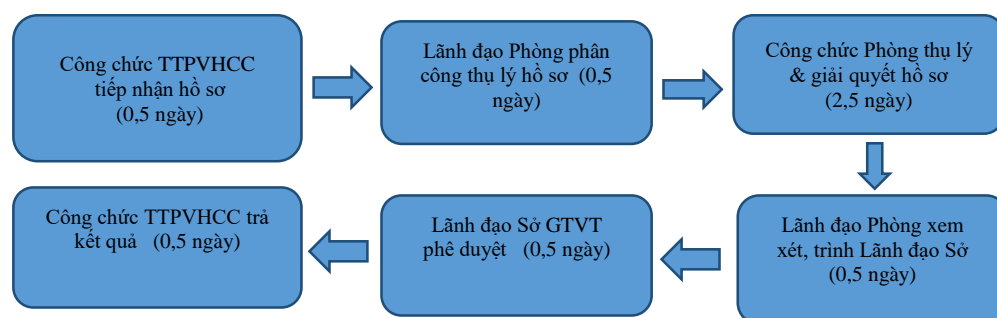 Công chức TTPVHCC
tiếp nhận hồ sơ
(0,5 ngày)
Lãnh đạo Phòng phân
công thụ lý hồ sơ (0,5
ngày)
Công chức Phòng thụ lý
& giải quyết hồ sơ
(2,5 ngày)
Lãnh đạo Phòng xem
xét, trình Lãnh đạo Sở
(0,5 ngày)
Lãnh đạo Sở GTVT
phê duyệt (0,5 ngày)
Công chức TTPVHCC trả
kết quả (0,5 ngày)